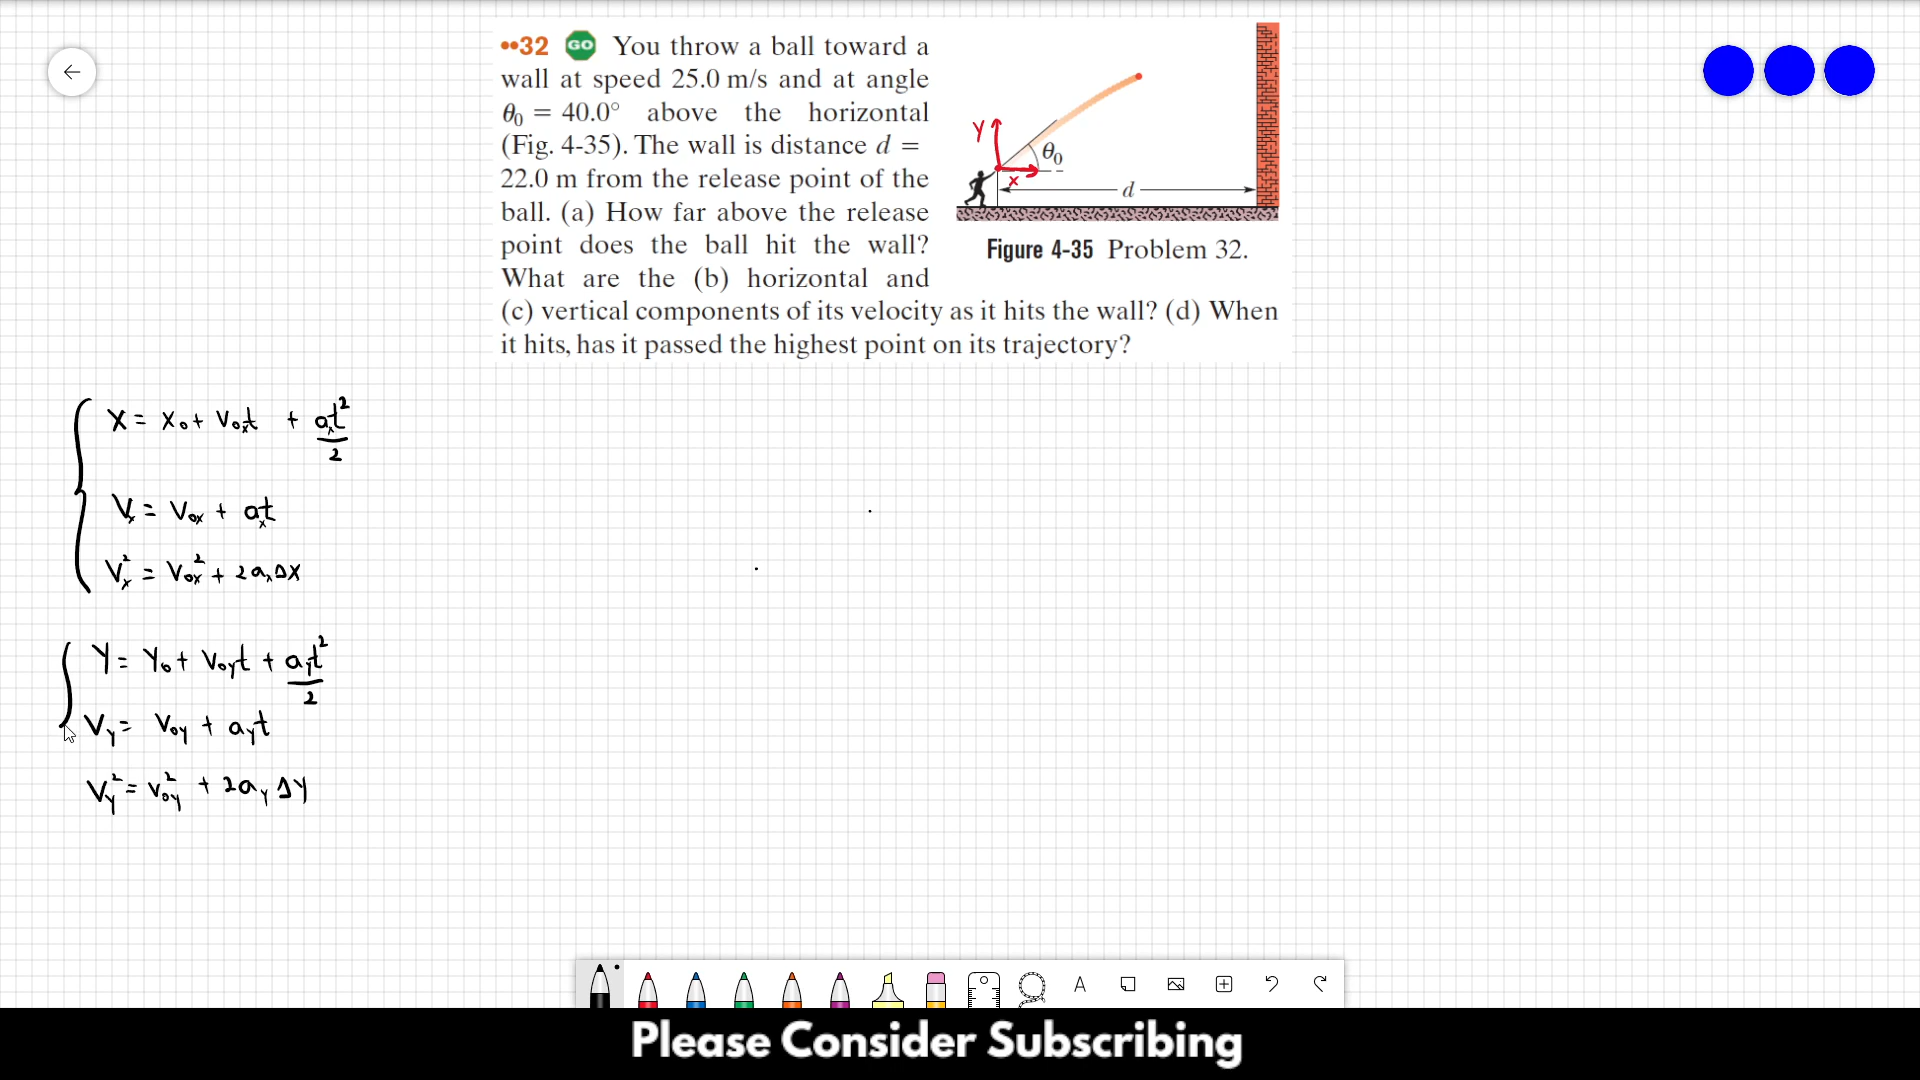 ••32 GO You throw a ball toward a
wall at speed 25.0 m/s and at angle
θ₀ = 40.0° above the horizontal
(Fig. 4-35). The wall is distance d =
22.0 m from the release point of the
ball. (a) How far above the release
point does the ball hit the wall?
What are the (b) horizontal and
(c) vertical components of its velocity as it hits the wall? (d) When
it hits, has it passed the highest point on its trajectory?
Y
θ₀
x
d
Figure 4-35 Problem 32.
X = X₀ + V₀ₓt + aₓt²/2
Vₓ = V₀ₓ + aₓt
Vₓ² = V₀ₓ² + 2aₓΔX
Y = Y₀ + V₀yt + ayt²/2
Vy = V₀y + ayt
Vy² = V₀y² + 2ay ΔY
A
Please Consider Subscribing